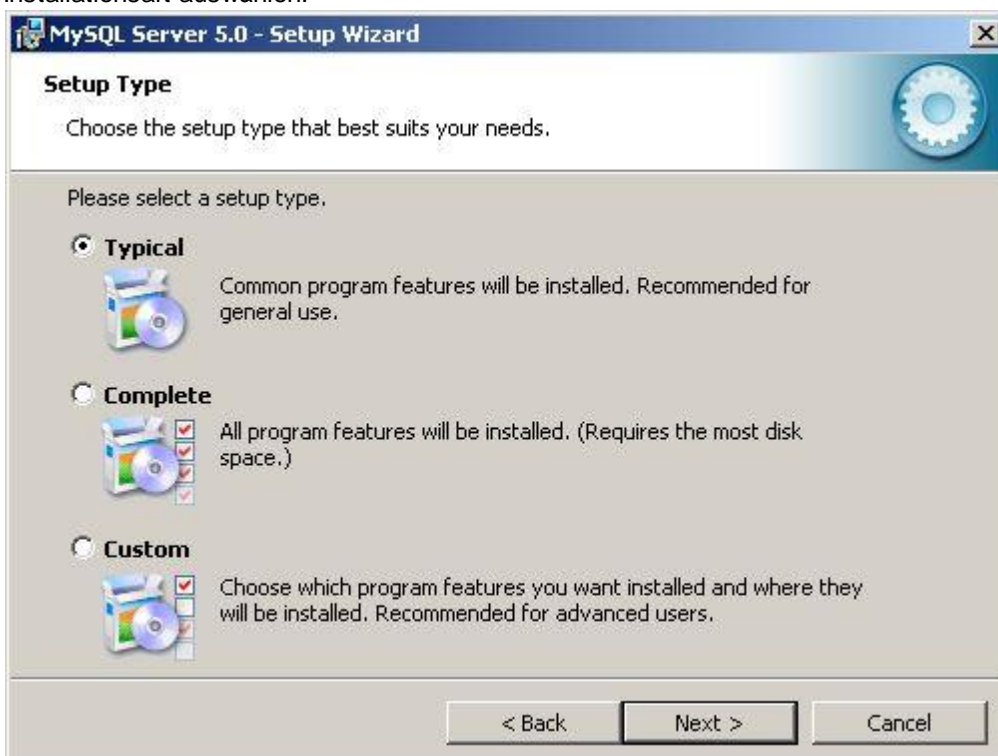 Installationsart auswählen:
MySQL Server 5.0 - Setup Wizard
Setup Type
Choose the setup type that best suits your needs.
Please select a setup type.
Typical
Common program features will be installed. Recommended for
general use.
Complete
All program features will be installed. (Requires the most disk
space.)
Custom
Choose which program features you want installed and where they
will be installed. Recommended for advanced users.
< Back
Next >
Cancel